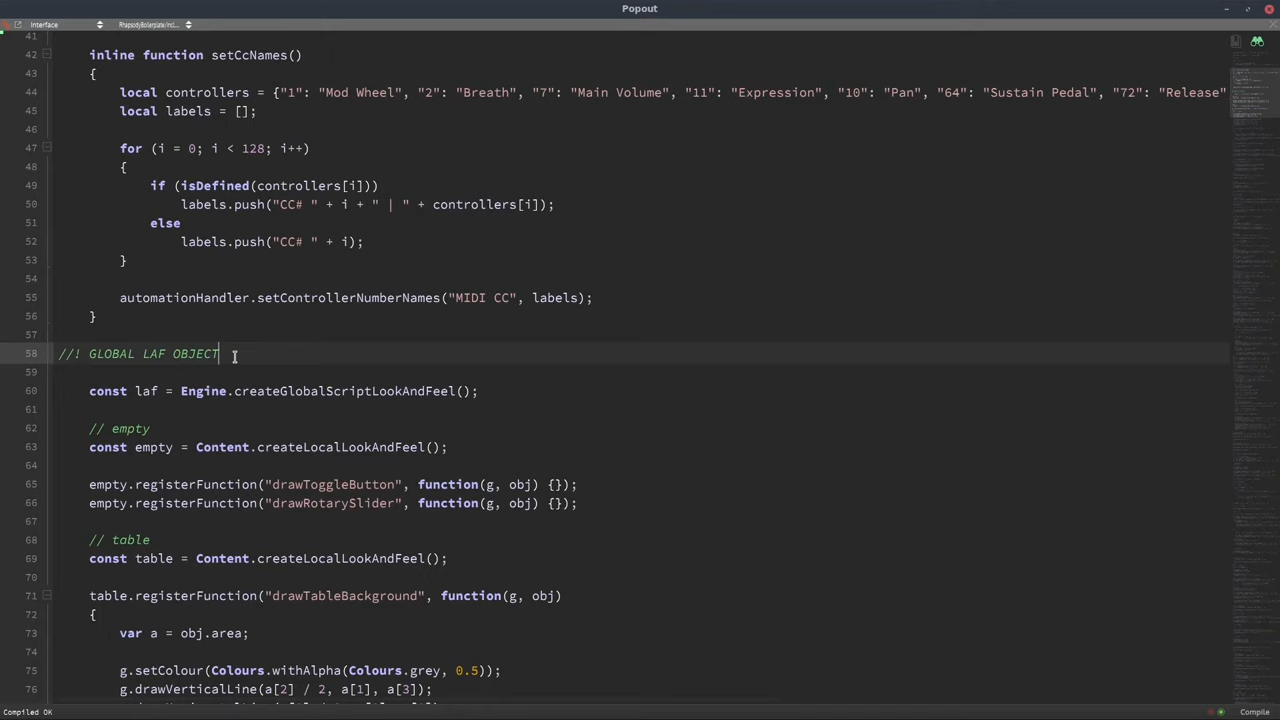 Popout
Interface RhapsodyBoilerplate/Incl...
41
42 inline function setCcNames()
43 {
44 local controllers = {"1": "Mod Wheel", "2": "Breath", "7": "Main Volume", "11": "Expression", "10": "Pan", "64": "Sustain Pedal", "72": "Release"
45 local labels = [];
46
47 for (i = 0; i < 128; i++)
48 {
49 if (isDefined(controllers[i]))
50 labels.push("CC# " + i + " | " + controllers[i]);
51 else
52 labels.push("CC# " + i);
53 }
54
55 automationHandler.setControllerNumberNames("MIDI CC", labels);
56 }
57
58 //! GLOBAL LAF OBJECT
59
60 const laf = Engine.createGlobalScriptLookAndFeel();
61
62 // empty
63 const empty = Content.createLocalLookAndFeel();
64
65 empty.registerFunction("drawToggleButton", function(g, obj) {});
66 empty.registerFunction("drawRotarySlider", function(g, obj) {});
67
68 // table
69 const table = Content.createLocalLookAndFeel();
70
71 table.registerFunction("drawTableBackground", function(g, obj)
72 {
73 var a = obj.area;
74
75 g.setColour(Colours.withAlpha(Colours.grey, 0.5));
76 g.drawVerticalLine(a[2] / 2, a[1], a[3]);
Compiled OK
Compile